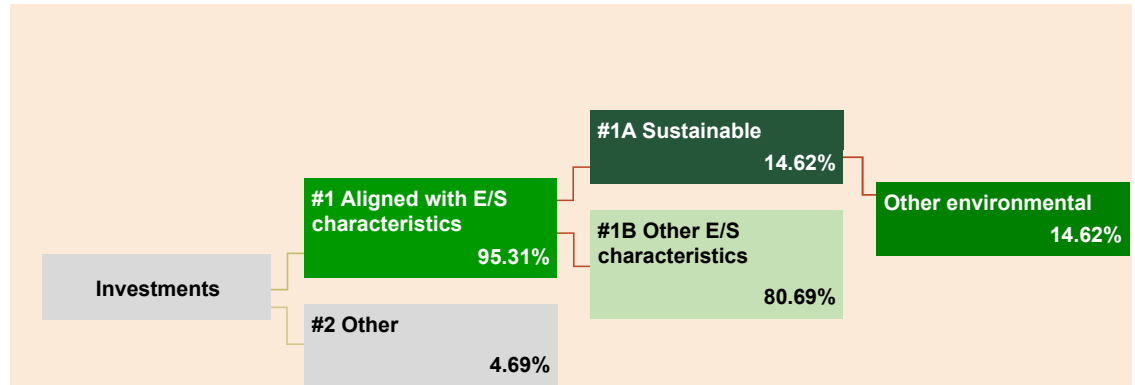 Investments
#1 Aligned with E/S
characteristics
95.31%
#2 Other
4.69%
#1A Sustainable
14.62%
#1B Other E/S
characteristics
80.69%
Other environmental
14.62%